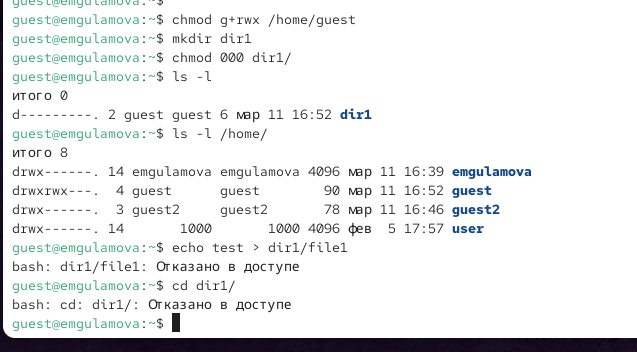 guest@emgulamova:~$
guest@emgulamova:~$ chmod g+rwx /home/guest
guest@emgulamova:~$ mkdir dir1
guest@emgulamova:~$ chmod 000 dir1/
guest@emgulamova:~$ ls -l
итого 0
d---------. 2 guest guest 6 мар 11 16:52 dir1
guest@emgulamova:~$ ls -l /home/
итого 8
drwx------. 14 emgulamova emgulamova 4096 мар 11 16:39 emgulamova
drwxrwx---.  4 guest      guest        90 мар 11 16:52 guest
drwx------.  3 guest2     guest2       78 мар 11 16:46 guest2
drwx------. 14       1000       1000 4096 фев  5 17:57 user
guest@emgulamova:~$ echo test > dir1/file1
bash: dir1/file1: Отказано в доступе
guest@emgulamova:~$ cd dir1/
bash: cd: dir1/: Отказано в доступе
guest@emgulamova:~$